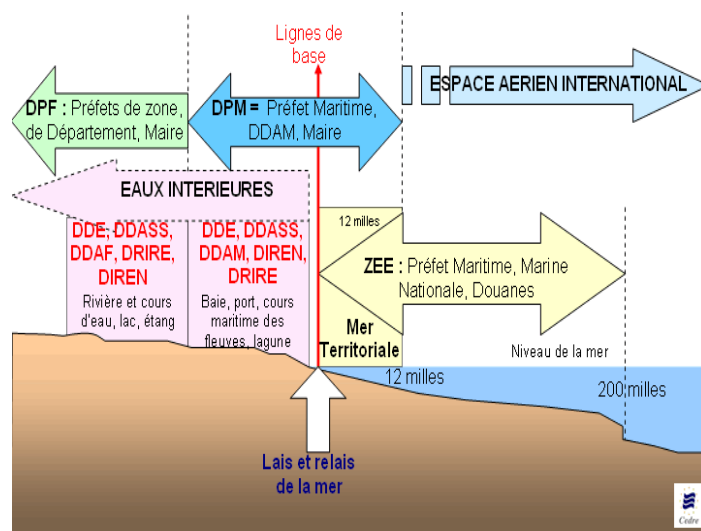 Lignes de
base
ESPACE AERIEN INTERNATIONAL
DPF : Préfets de zone,
de Département, Maire
DPM = Préfet Maritime,
DDAM, Maire
EAUX INTERIEURES
DDE, DDASS,
DDAF, DRIRE,
DIREN
Rivière et cours
d'eau, lac, étang
DDE, DDASS,
DDAM, DIREN,
DRIRE
Baie, port, cours
maritime des
fleuves, lagune
12 milles
ZEE : Préfet Maritime, Marine
Nationale, Douanes
Mer
Territoriale
Niveau de la mer
12 milles
200 milles
Lais et relais
de la mer
Cedre